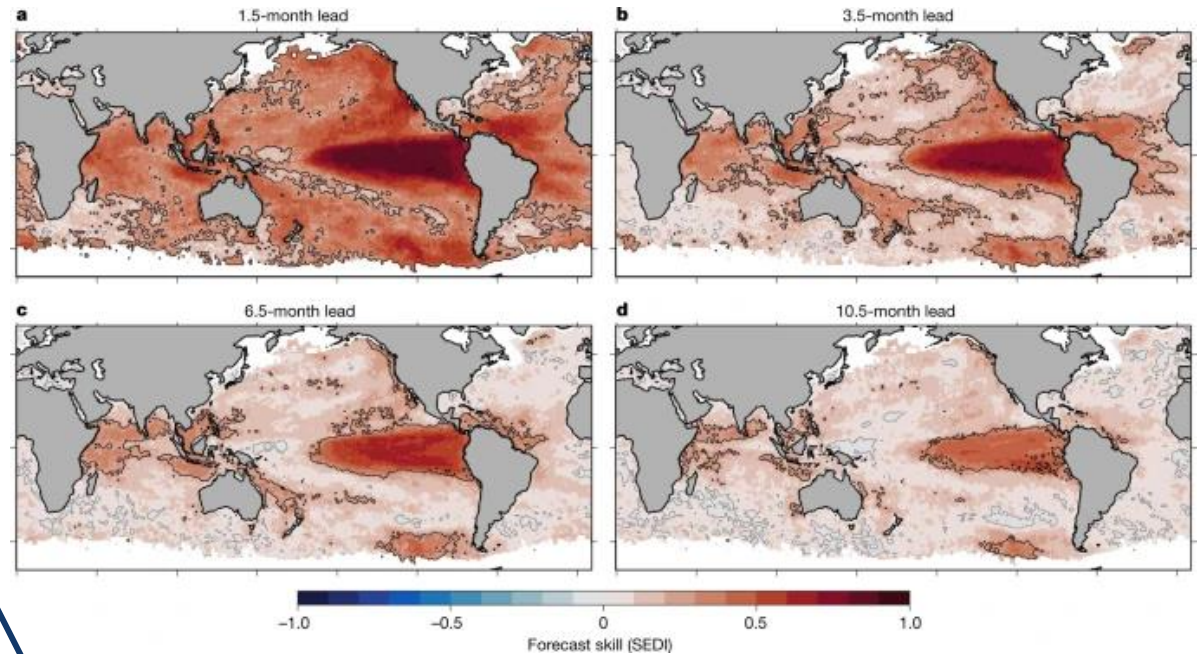 a 1.5-month lead
b 3.5-month lead
c 6.5-month lead
d 10.5-month lead
−1.0 −0.5 0 0.5 1.0
Forecast skill (SEDI)